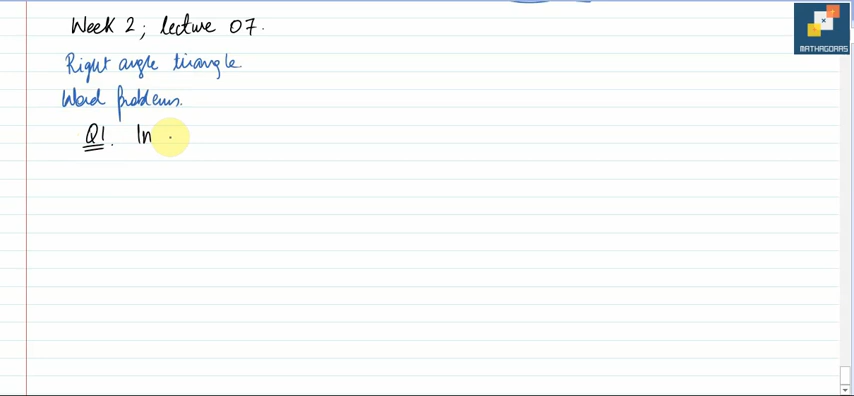 Week 2; lecture 07.
Right angle triangle.
Word problems.
Q1. In
MATHAGORAS